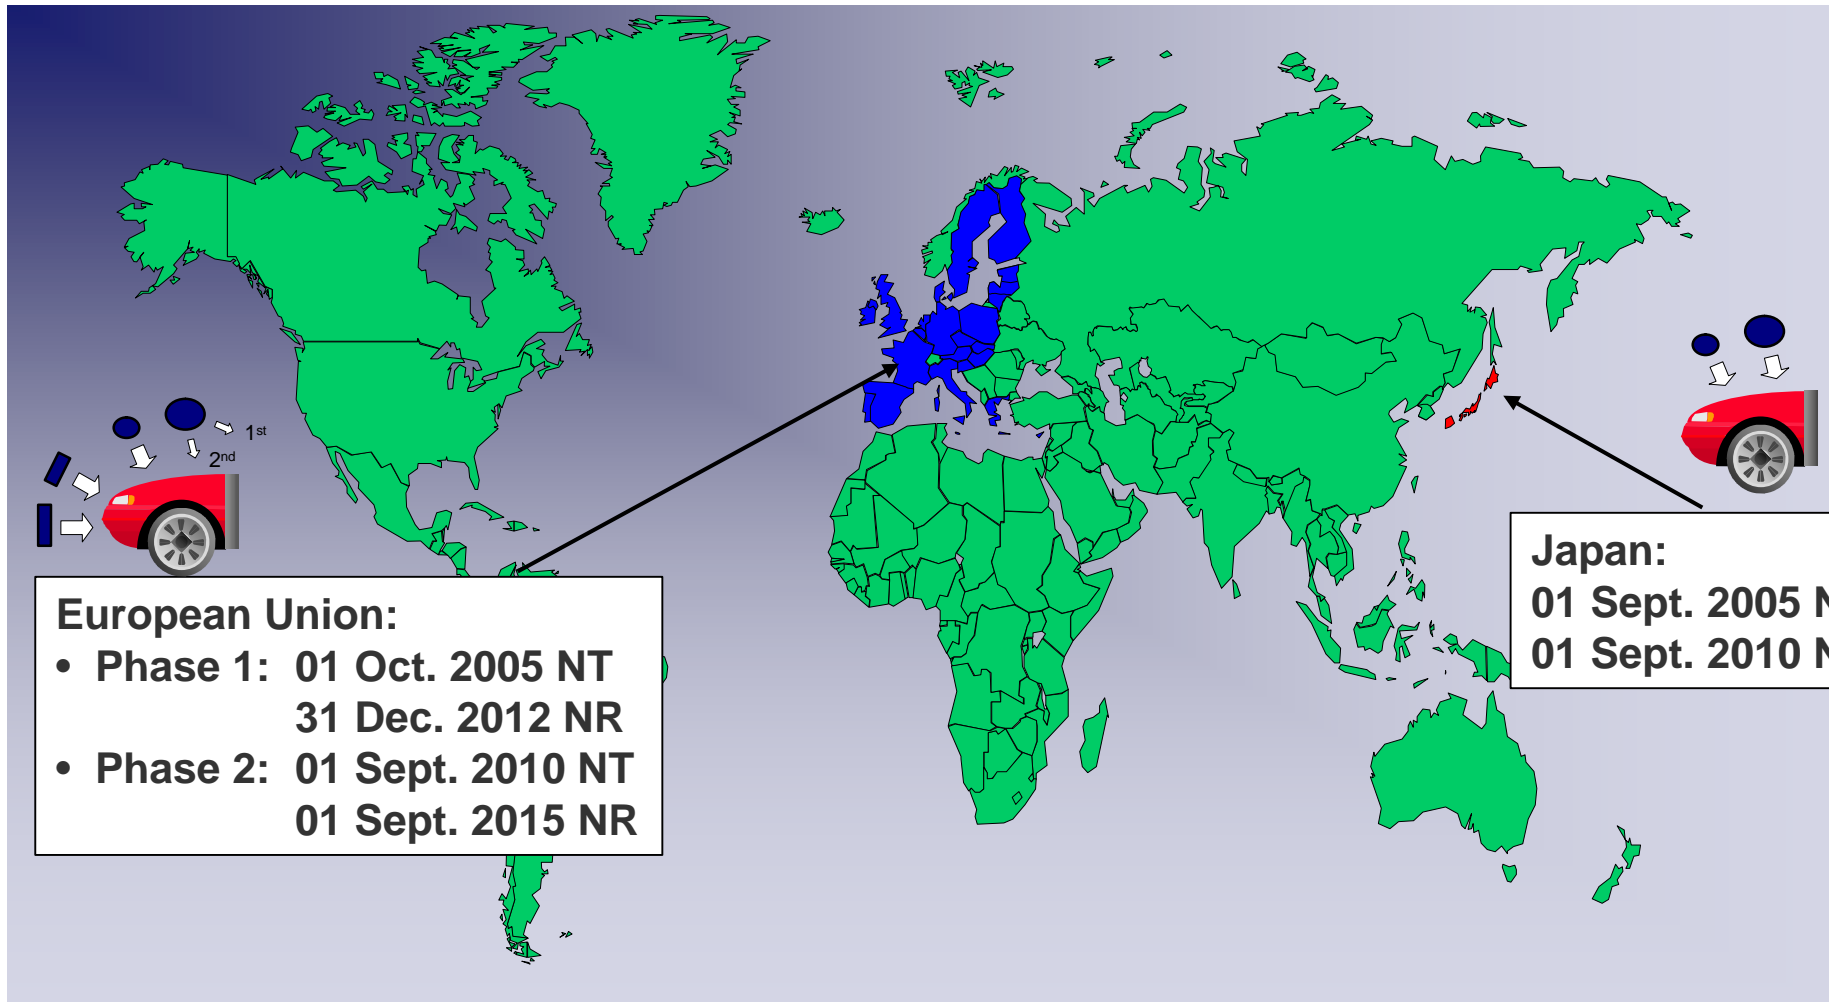 1st
2nd
European Union:
• Phase 1: 01 Oct. 2005 NT
31 Dec. 2012 NR
• Phase 2: 01 Sept. 2010 NT
01 Sept. 2015 NR
Japan:
01 Sept. 2005
01 Sept. 2010